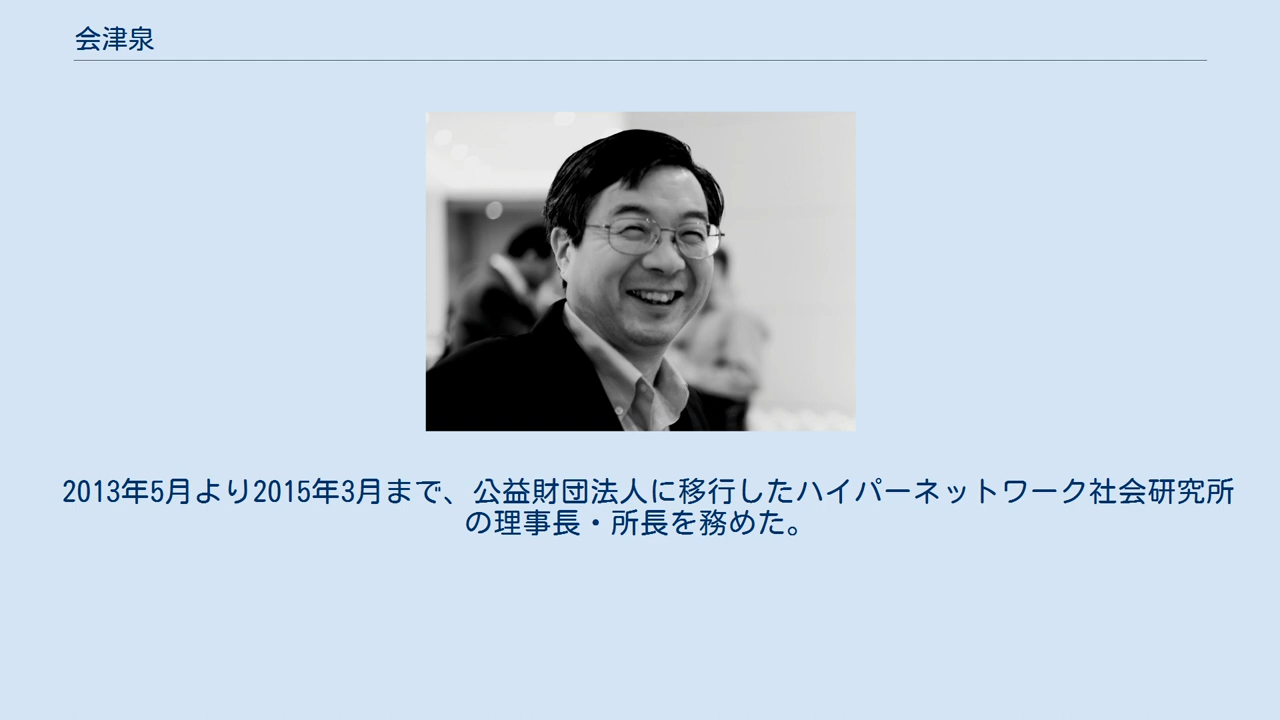 会津泉
2013年5月より2015年3月まで、公益財団法人に移行したハイパーネットワーク社会研究所
の理事長・所長を務めた。